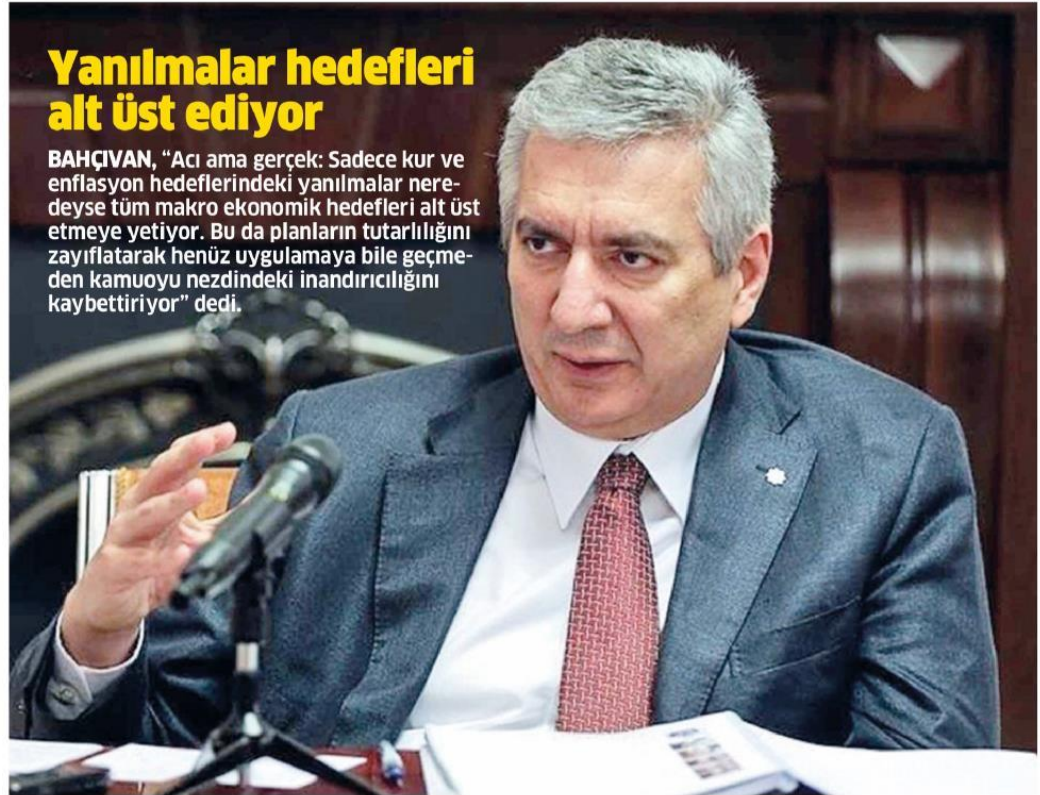 Yanılmalar hedefleri
alt üst ediyor
BAHÇIVAN, “Acı ama gerçek: Sadece kur ve
enflasyon hedeflerindeki yanılmalar nere-
deyse tüm makro ekonomik hedefleri alt üst
etmeye yetiyor. Bu da planların tutarlılığını
zayıflatarak henüz uygulamaya bile geçme-
den kamuoyu nezdindeki inandırıcılığını
kaybettiriyor” dedi.